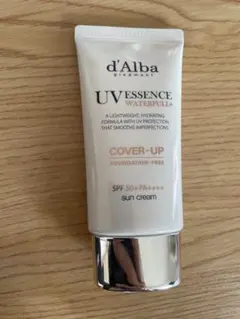 d'Alba
piedmont
UV ESSENCE
WATERFULL+
A LIGHTWEIGHT, HYDRATING
FORMULA WITH UV PROTECTION
THAT SMOOTHS IMPERFECTIONS
COVER-UP
FOUNDATION-FREE
SPF 50+ PA++++
sun cream